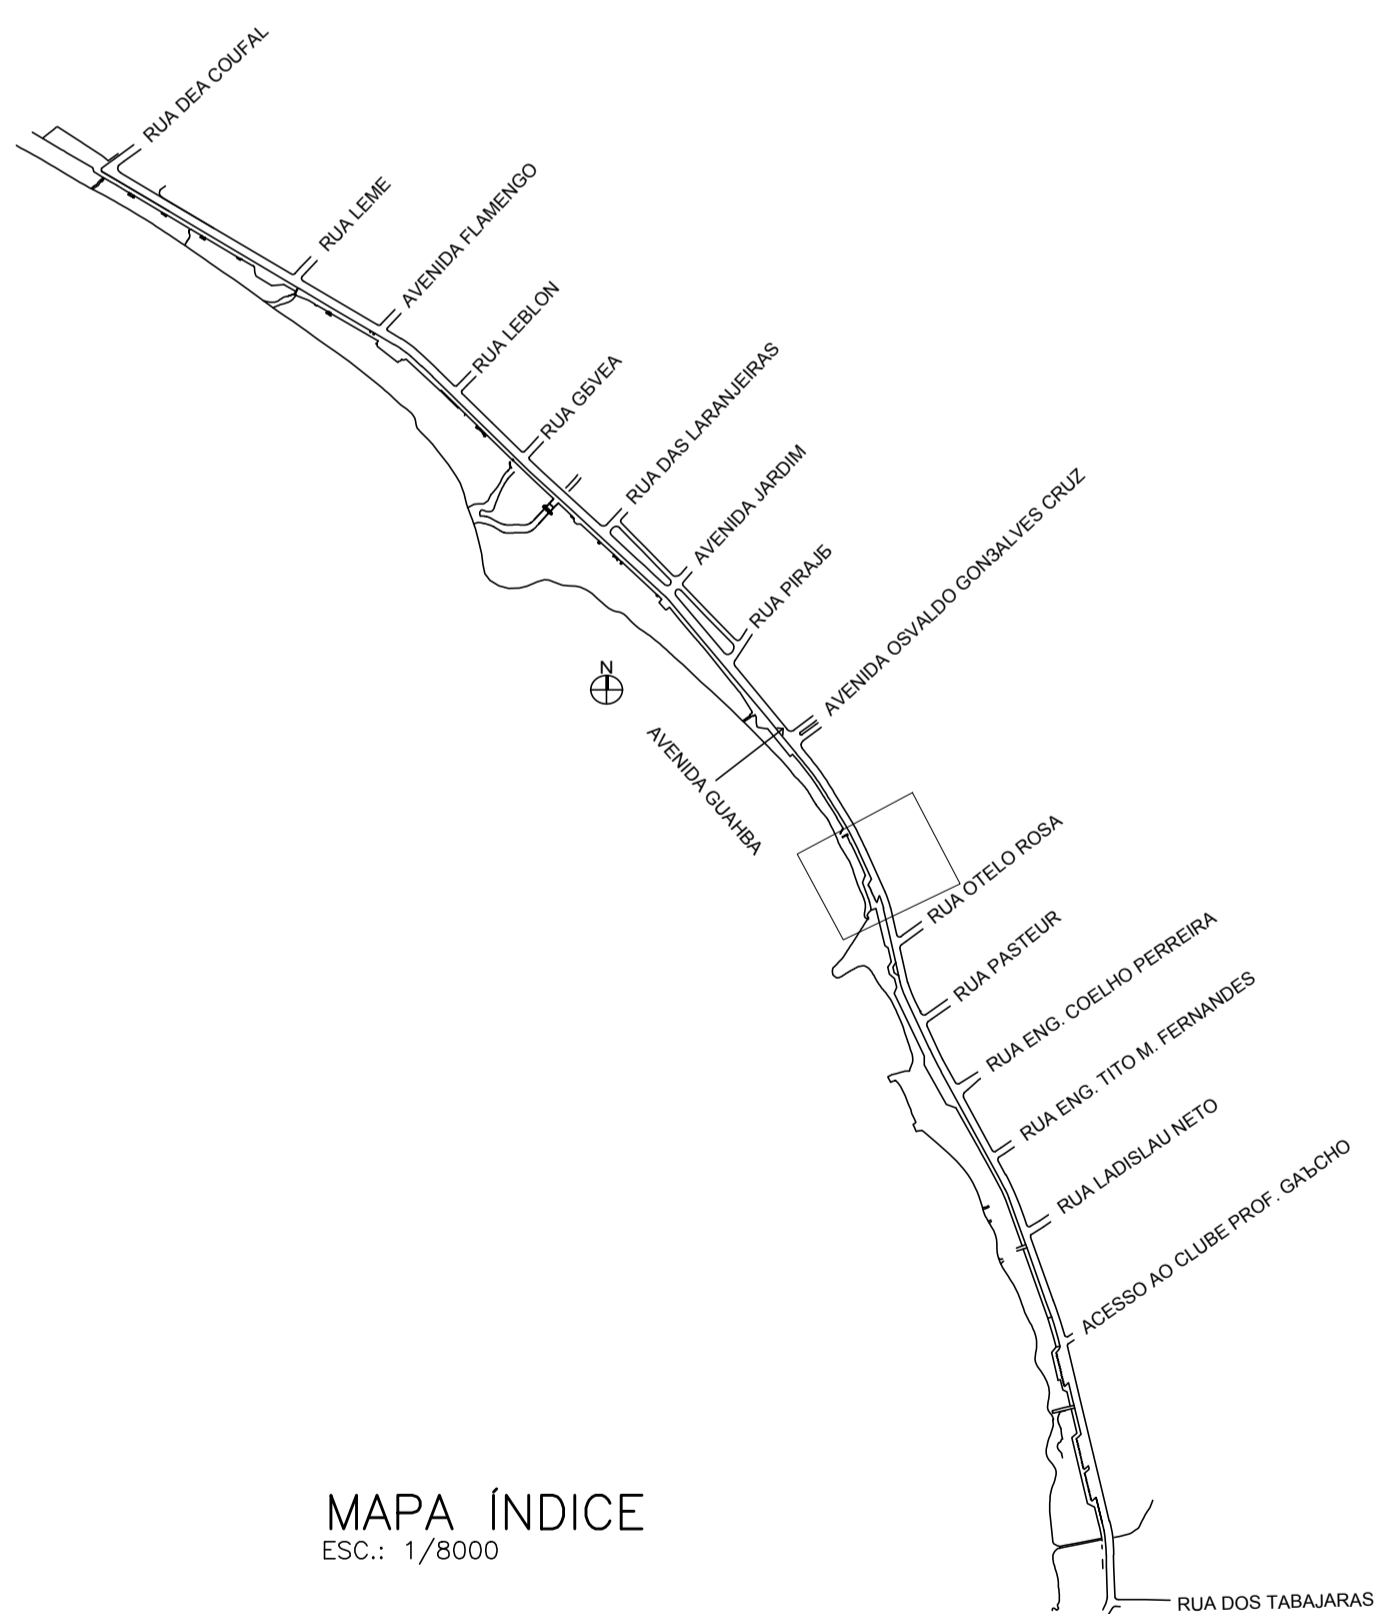 RUA DEA COUFAL
RUA LEME
AVENIDA FLAMENGO
RUA LEBLON
RUA GБVEA
RUA DAS LARANJEIRAS
AVENIDA JARDIM
RUA PIRAJБ
AVENIDA OSVALDO GONЗALVES CRUZ
N
AVENIDA GUAНBA
RUA OTELO ROSA
RUA PASTEUR
RUA ENG. COELHO PERREIRA
RUA ENG. TITO M. FERNANDES
RUA LADISLAU NETO
ACESSO AO CLUBE PROF. GAЪCHO
MAPA ÍNDICE
ESC.: 1/8000
RUA DOS TABAJARAS